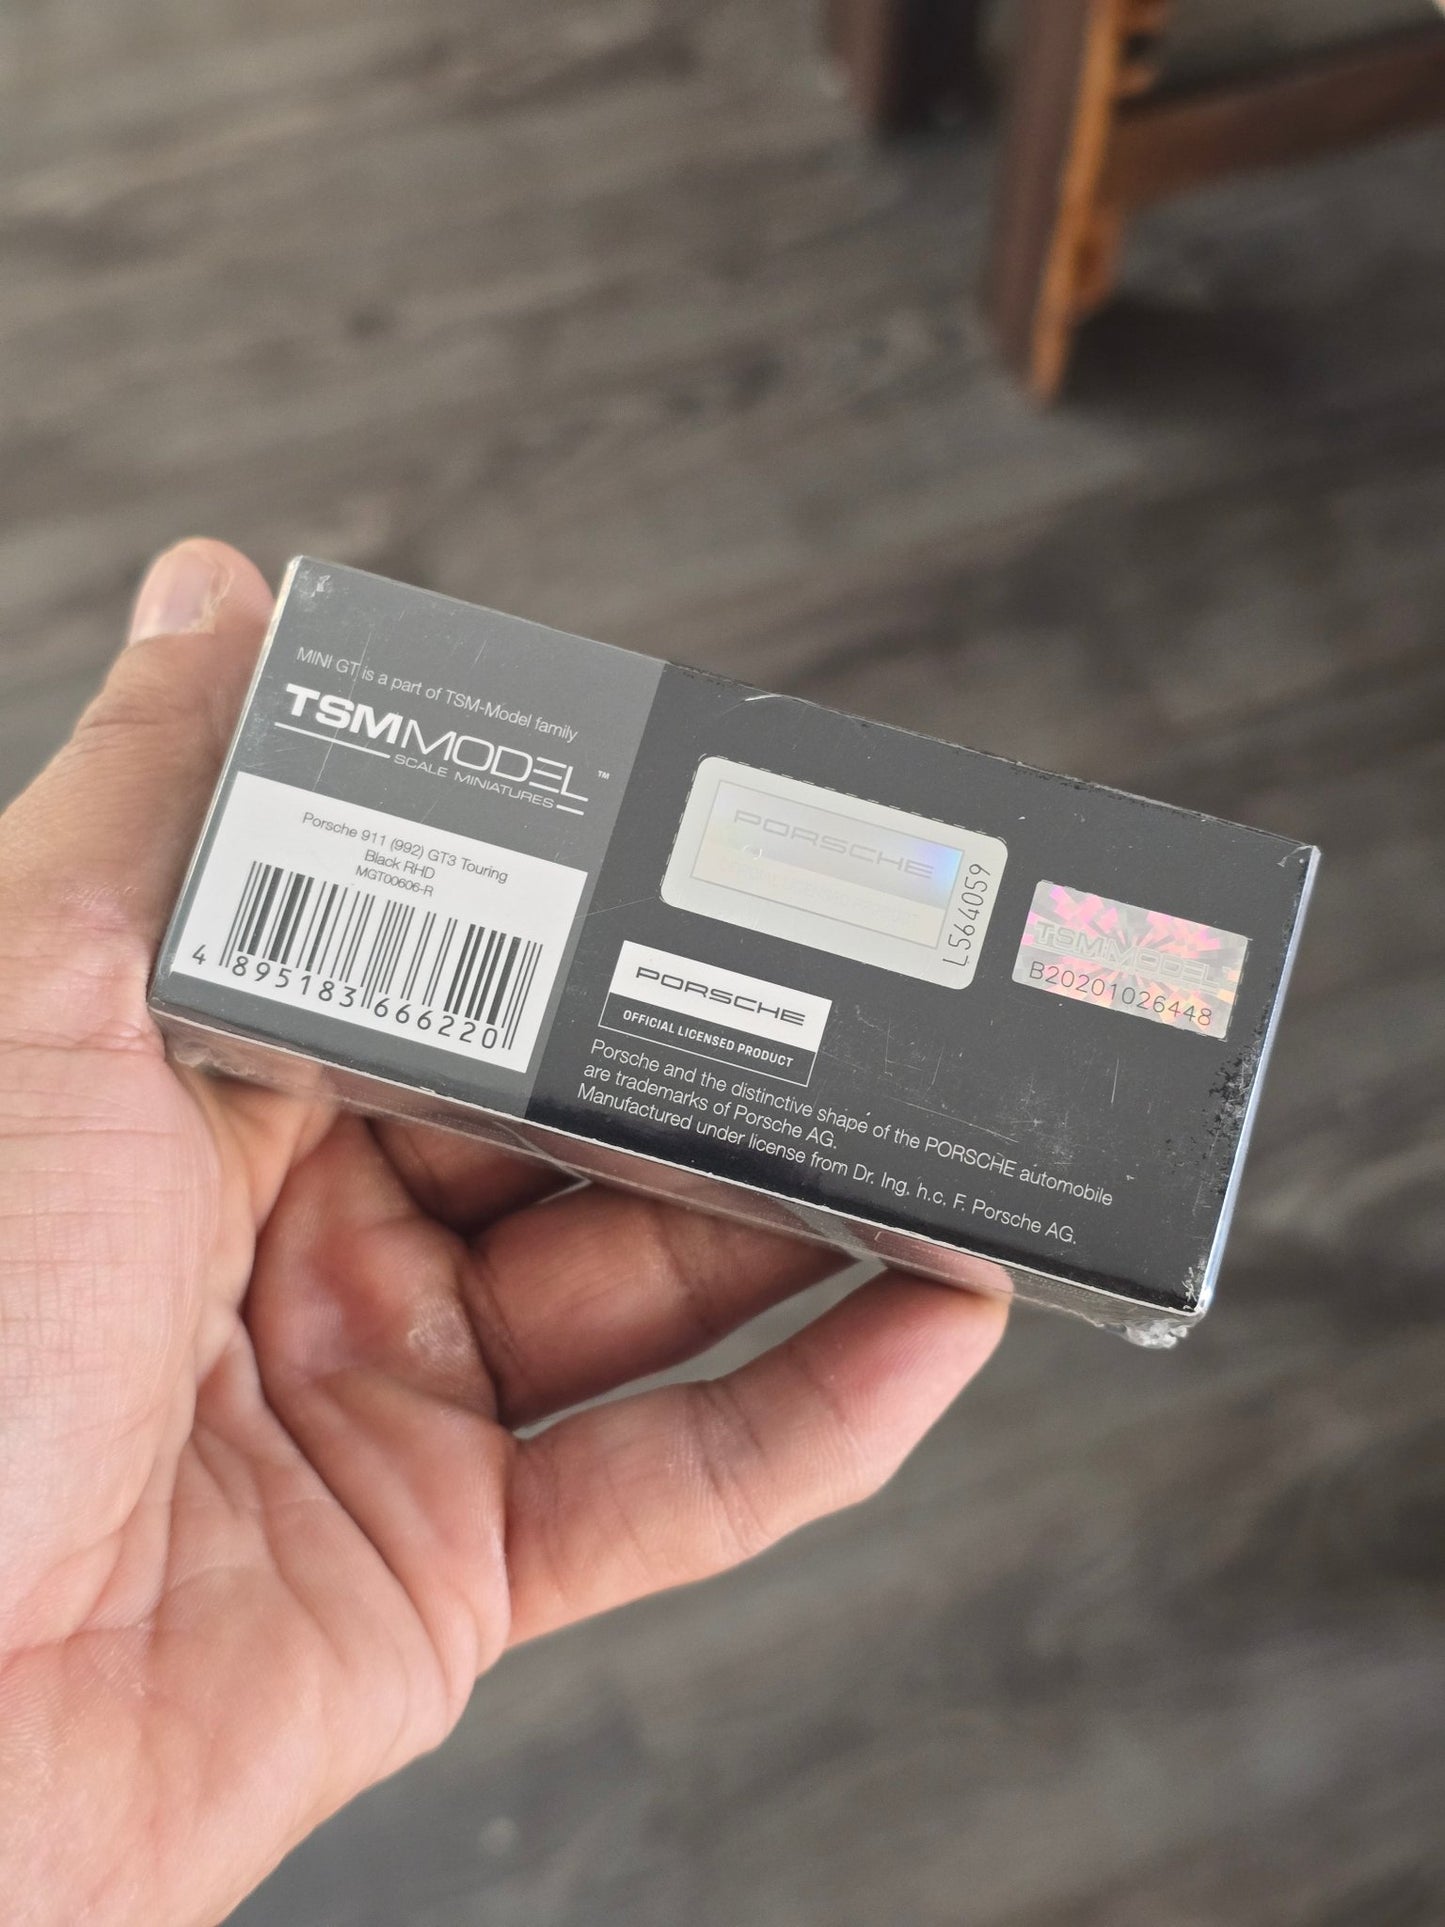 MINI GT is a part of TSM-Model family
TSMMODEL™
SCALE MINIATURES
Porsche 911 (992) GT3 Touring
Black RHD
MGT00606-R
4 895183 666220
PORSCHE
L564059
TSMMODEL
B20201026448
PORSCHE
OFFICIAL LICENSED PRODUCT
Porsche and the distinctive shape of the PORSCHE automobile
are trademarks of Porsche AG.
Manufactured under license from Dr. Ing. h.c. F. Porsche AG.